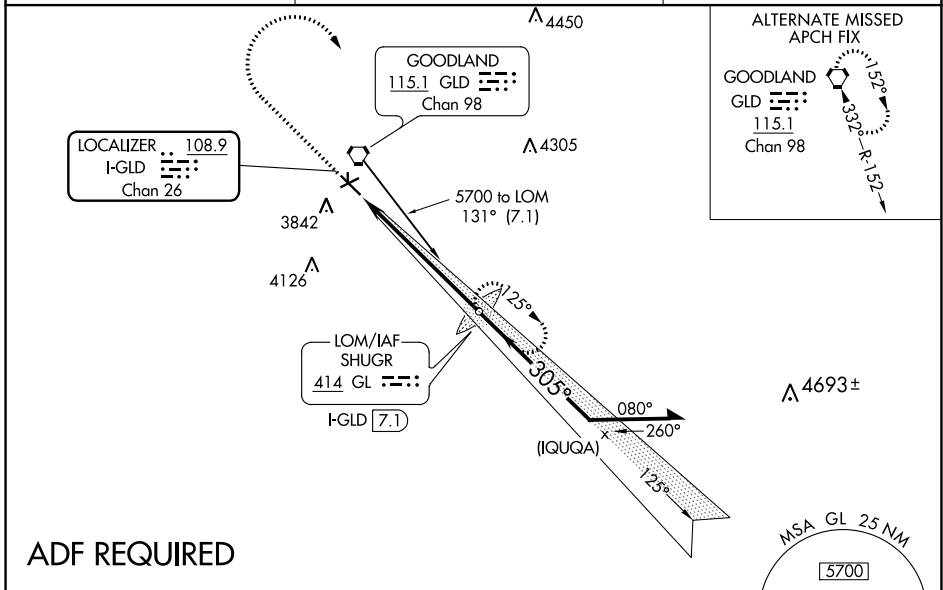 4450
ALTERNATE MISSED
APCH FIX
GOODLAND
GLD
115.1
Chan 98
152°
332°
R-152
GOODLAND
115.1 GLD
Chan 98
LOCALIZER 108.9
I-GLD
Chan 26
4305
5700 to LOM
131° (7.1)
3842
4126
125°
LOM/IAF
SHUGR
414 GL
I-GLD 7.1
305°
080°
260°
(IQUQA)
125°
4693±
ADF REQUIRED
MSA GL 25 NM
5700